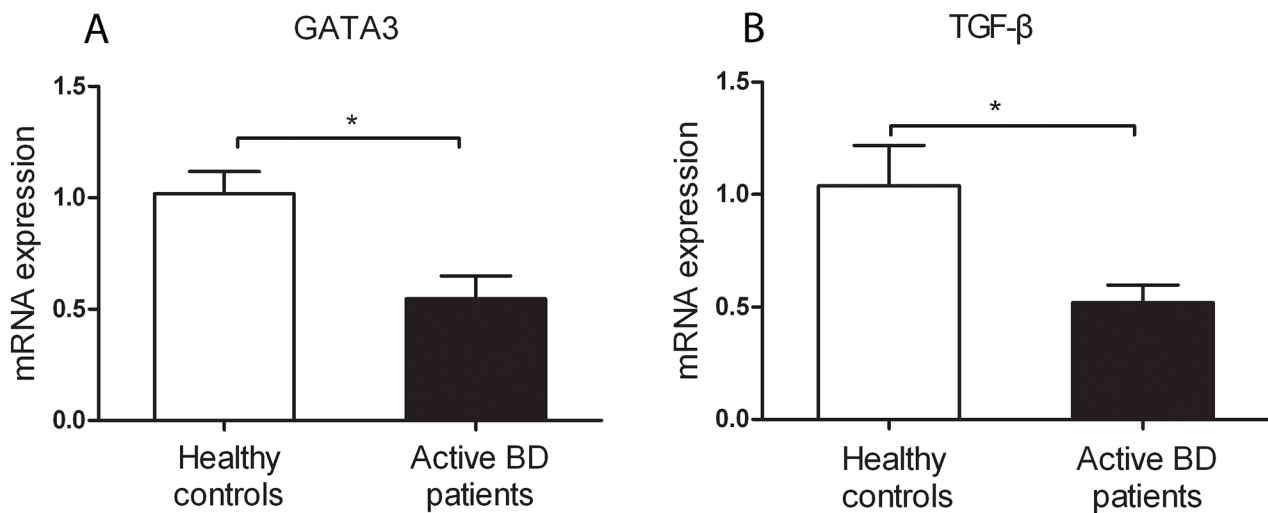 A
GATA3
mRNA expression
1.5
1.0
0.5
0.0
*
Healthy
controls
Active BD
patients
B
TGF-β
mRNA expression
1.5
1.0
0.5
0.0
*
Healthy
controls
Active BD
patients